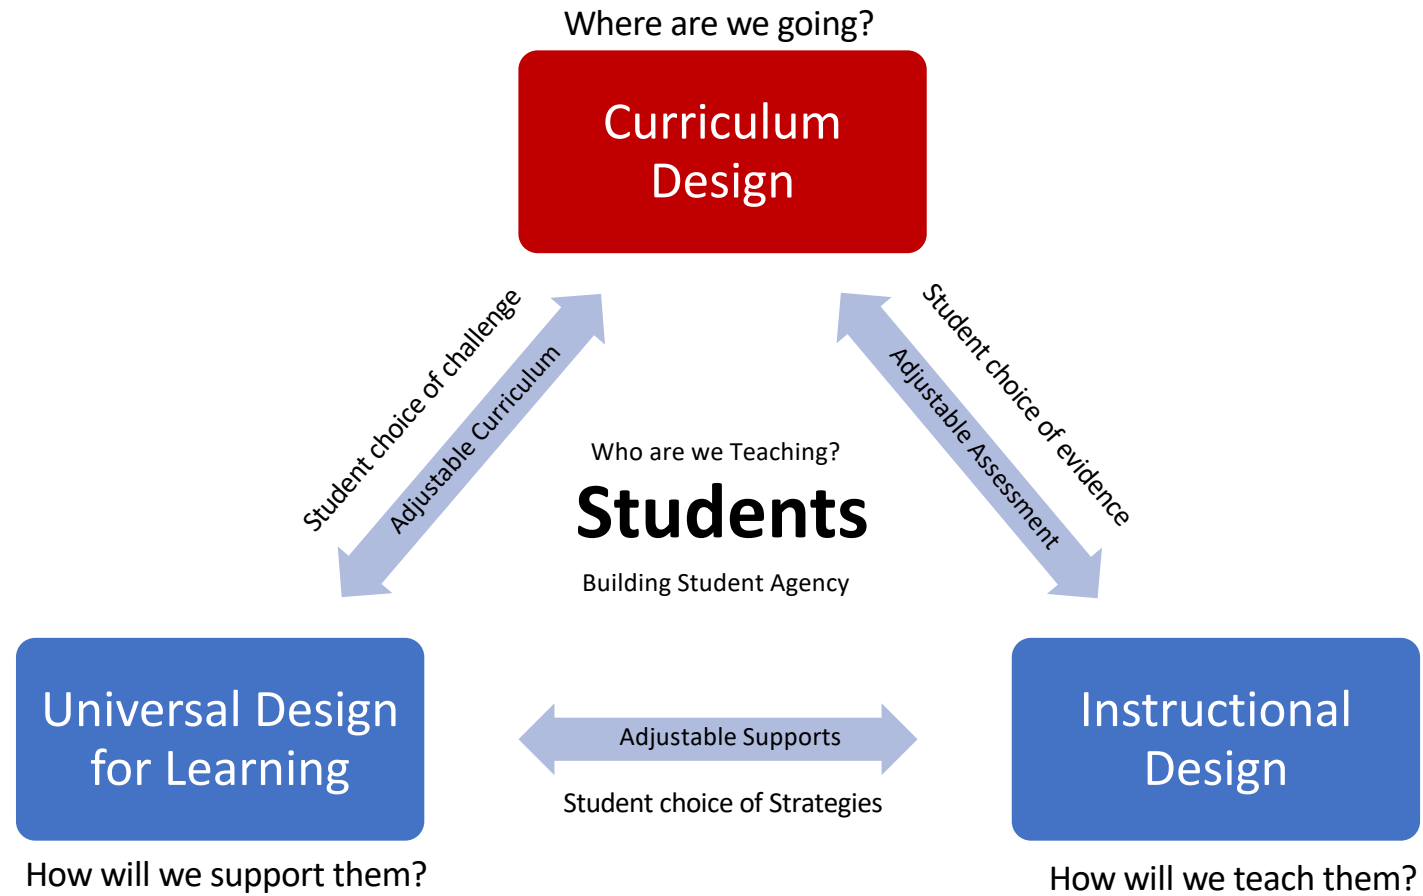 Where are we going?
Curriculum
Design
Student choice of challenge
Adjustable Curriculum
Adjustable Assessment
Student choice of evidence
Who are we Teaching?
Students
Building Student Agency
Universal Design
for Learning
Adjustable Supports
Student choice of Strategies
Instructional
Design
How will we support them?
How will we teach them?